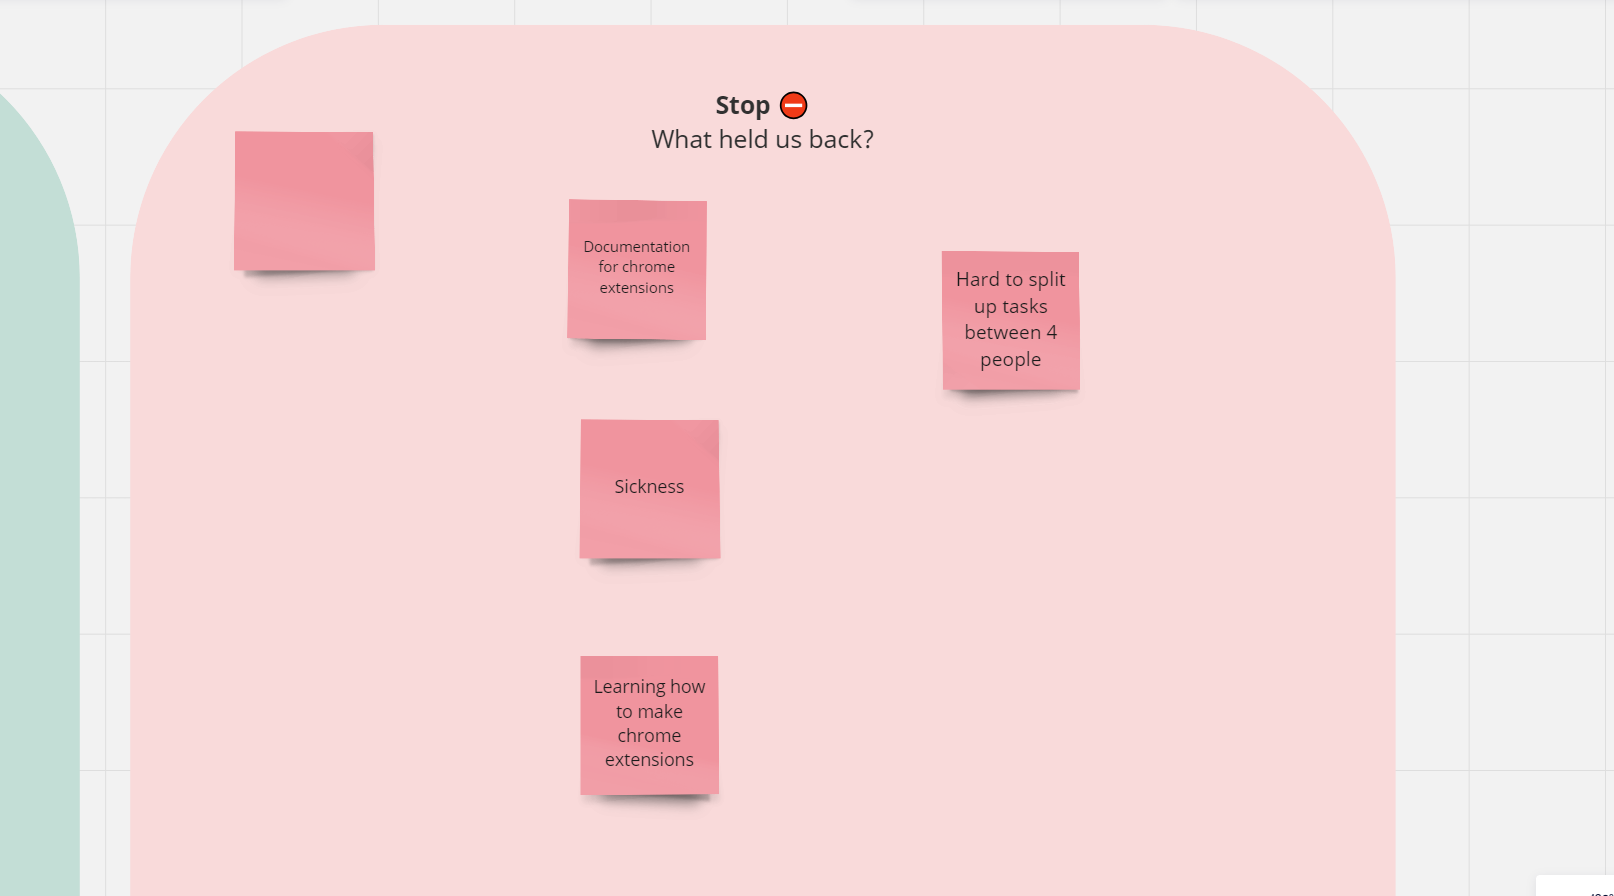 Stop ⛔
What held us back?
Documentation
for chrome
extensions
Hard to split
up tasks
between 4
people
Sickness
Learning how
to make
chrome
extensions